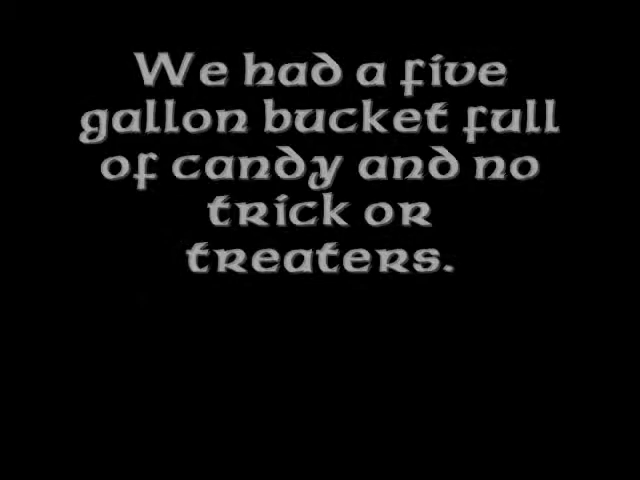 We had a five
gallon bucket full
of candy and no
trick or
treaters.